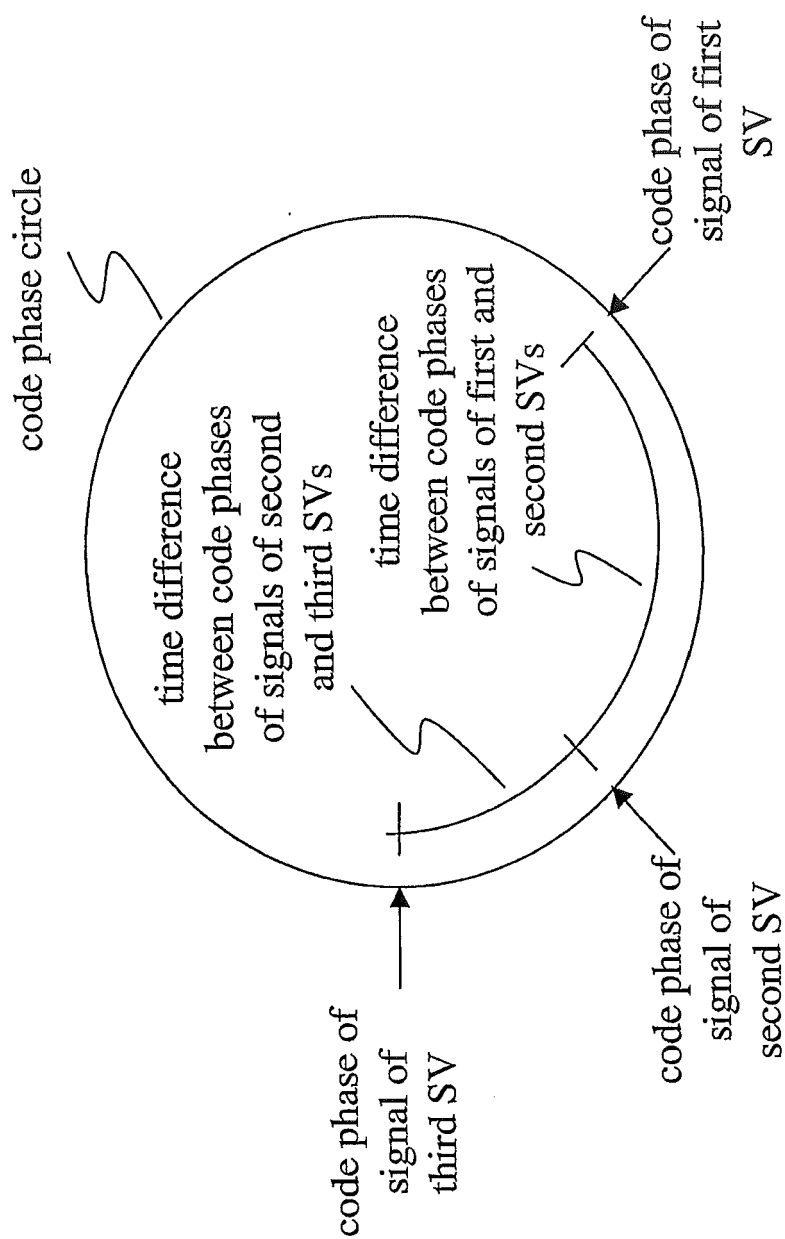 code phase circle
time difference
between code phases
of signals of second
and third SVs
time difference
between code phases
of signals of first and
second SVs
code phase of
signal of
third SV
code phase of
signal of
second SV
code phase of
signal of first
SV